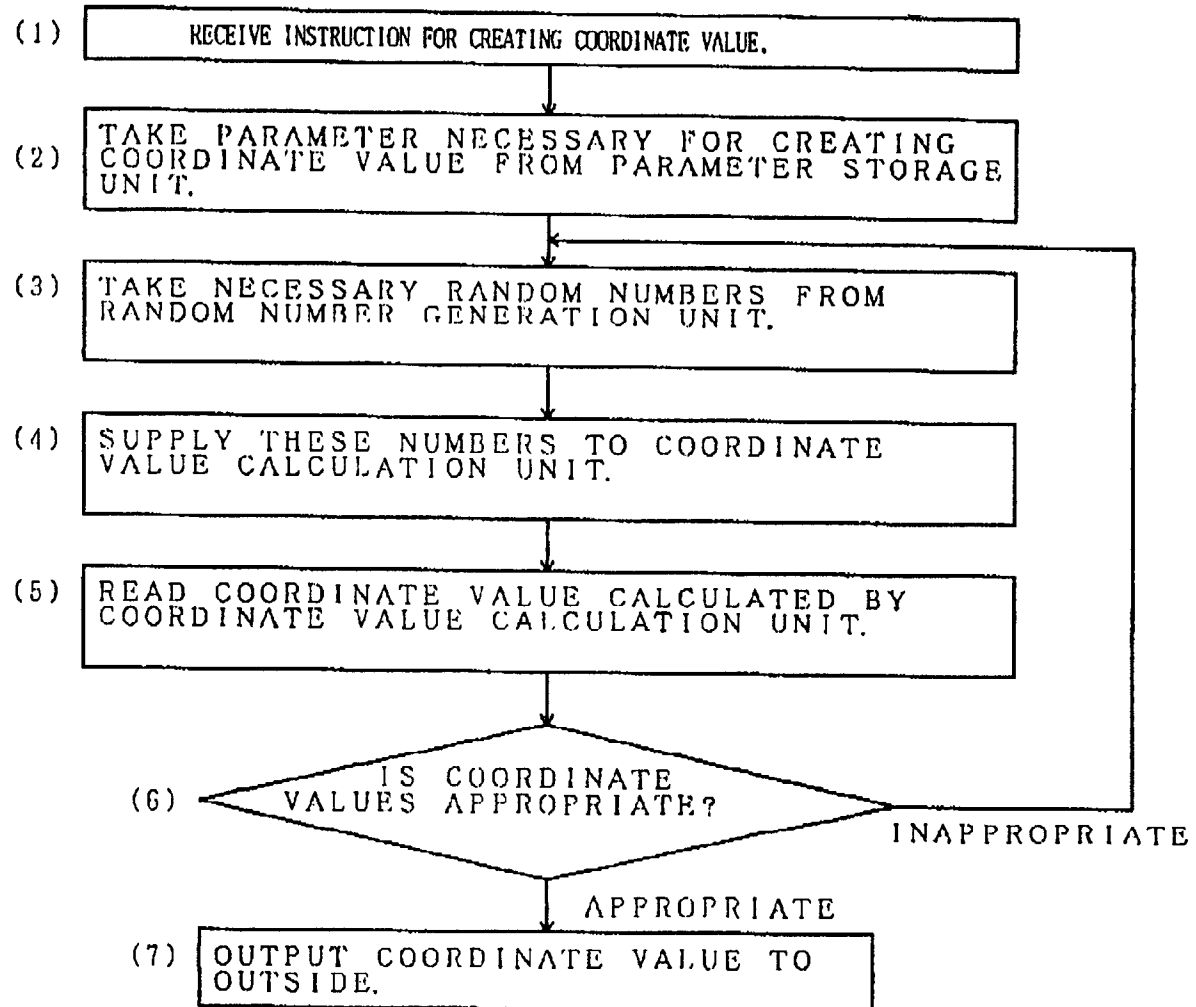 (1) RECEIVE INSTRUCTION FOR CREATING COORDINATE VALUE.
(2) TAKE PARAMETER NECESSARY FOR CREATING
COORDINATE VALUE FROM PARAMETER STORAGE
UNIT.
(3) TAKE NECESSARY RANDOM NUMBERS FROM
RANDOM NUMBER GENERATION UNIT.
(4) SUPPLY THESE NUMBERS TO COORDINATE
VALUE CALCULATION UNIT.
(5) READ COORDINATE VALUE CALCULATED BY
COORDINATE VALUE CALCULATION UNIT.
(6) IS COORDINATE
VALUES APPROPRIATE?
INAPPROPRIATE
APPROPRIATE
(7) OUTPUT COORDINATE VALUE TO
OUTSIDE.